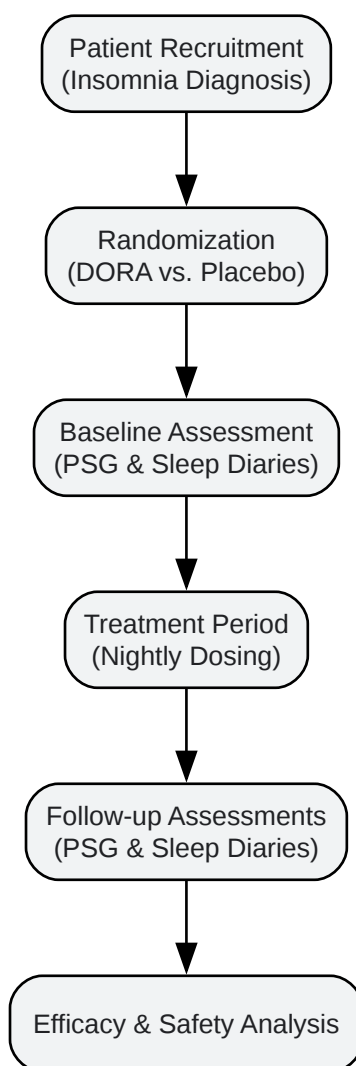 Patient Recruitment
(Insomnia Diagnosis)
Randomization
(DORA vs. Placebo)
Baseline Assessment
(PSG & Sleep Diaries)
Treatment Period
(Nightly Dosing)
Follow-up Assessments
(PSG & Sleep Diaries)
Efficacy & Safety Analysis